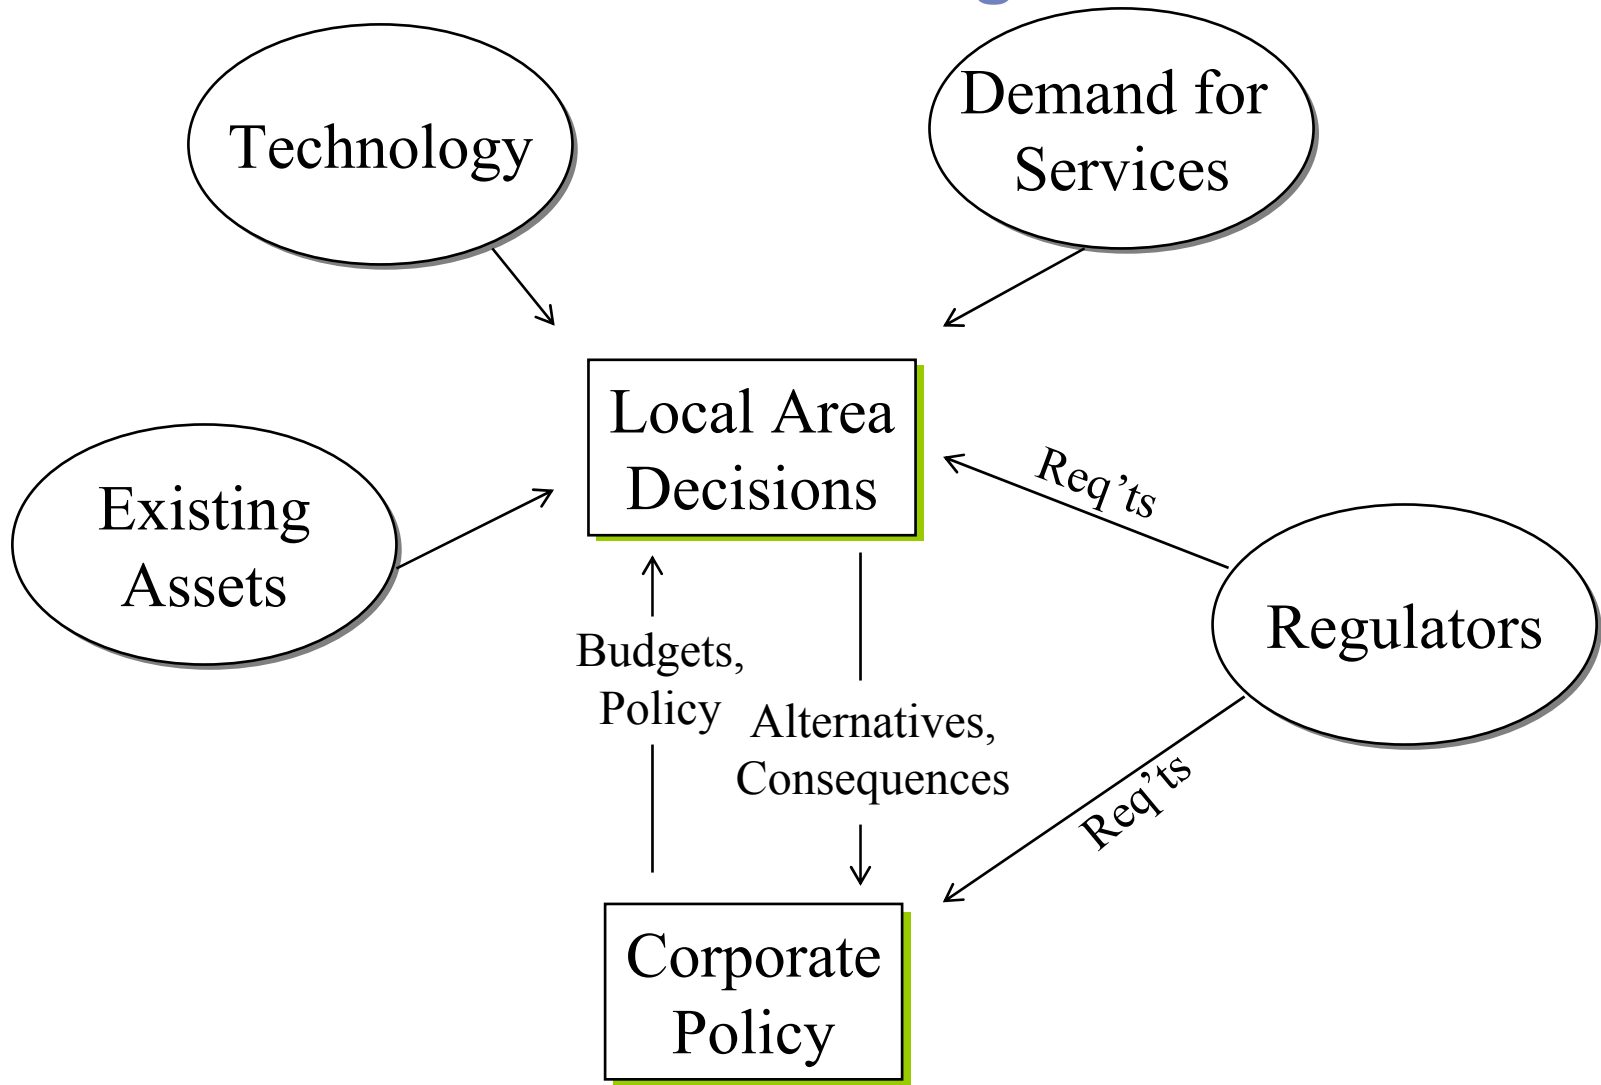 Technology
Demand for
Services
Local Area
Decisions
Existing
Assets
Req’ts
Regulators
Budgets,
Policy
Alternatives,
Consequences
Req’ts
Corporate
Policy